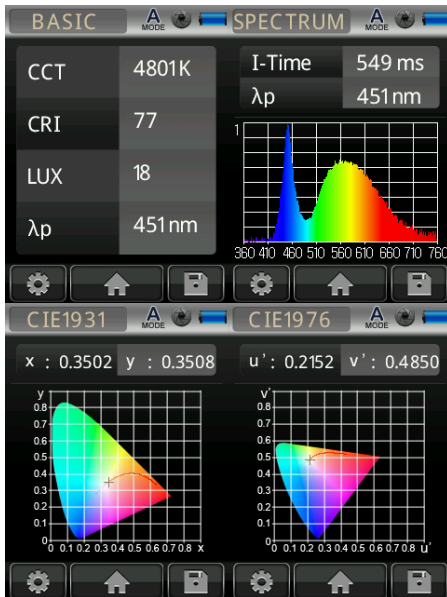 BASIC
A
MODE
CCT 4801K
CRI 77
LUX 18
λp 451nm
SPECTRUM
A
MODE
I-Time 549 ms
λp 451nm
1
360 410 460 510 560 610 660 710 760
CIE1931
A
MODE
x : 0.3502 y : 0.3508
y
0.8
0.7
0.6
0.5
0.4
0.3
0.2
0.1
0 0.1 0.2 0.3 0.4 0.5 0.6 0.7 0.8 x
CIE1976
A
MODE
u' : 0.2152 v' : 0.4850
v'
0.8
0.7
0.6
0.5
0.4
0.3
0.2
0.1
0 0.1 0.2 0.3 0.4 0.5 0.6 0.7 0.8 u'